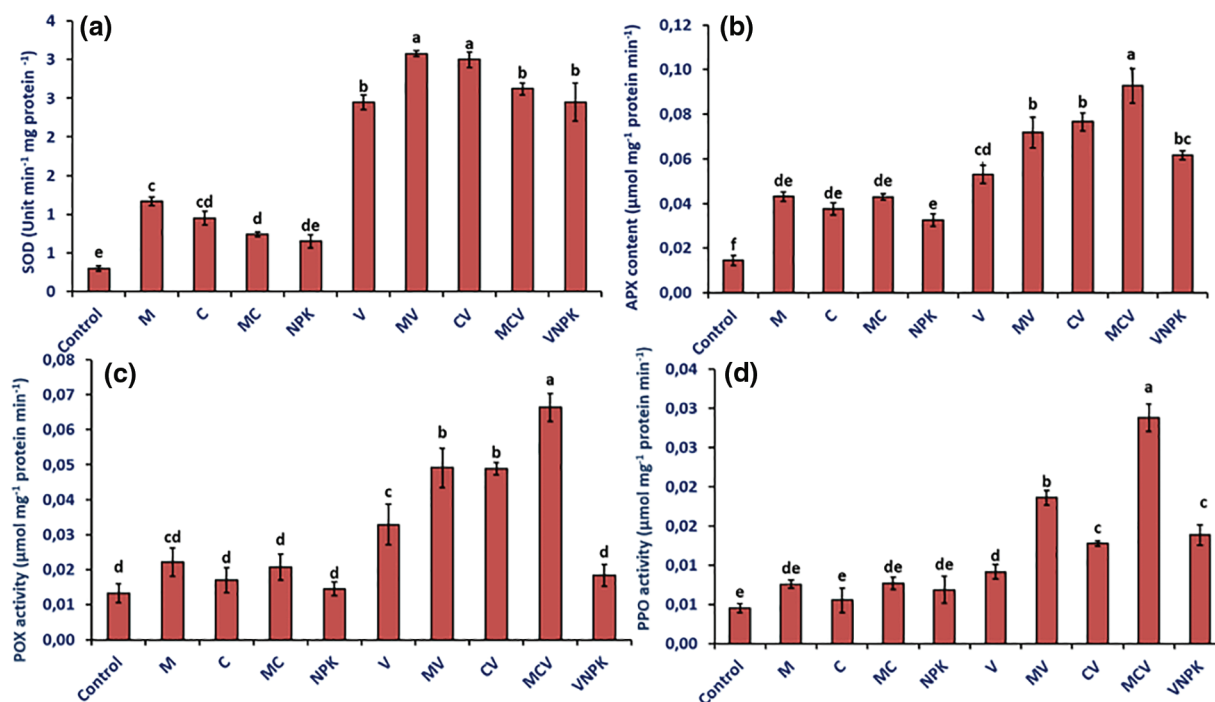 (a)
SOD (Unit min⁻¹ mg protein ⁻¹)
4
3
3
2
2
1
1
0
e
c
cd
d
de
b
a
a
b
b
Control
M
C
MC
NPK
V
MV
CV
MCV
VNPK
(b)
APX content (µmol mg⁻¹ protein min⁻¹)
0,12
0,10
0,08
0,06
0,04
0,02
0,00
f
de
de
de
e
cd
b
b
a
bc
Control
M
C
MC
NPK
V
MV
CV
MCV
VNPK
(c)
POX activity (µmol mg⁻¹ protein min⁻¹)
0,08
0,07
0,06
0,05
0,04
0,03
0,02
0,01
0,00
d
cd
d
d
d
c
b
b
a
d
Control
M
C
MC
NPK
V
MV
CV
MCV
VNPK
(d)
PPO activity (µmol mg⁻¹ protein min⁻¹)
0,04
0,03
0,03
0,02
0,02
0,01
0,01
0,00
e
de
e
de
de
d
b
c
a
c
Control
M
C
MC
NPK
V
MV
CV
MCV
VNPK